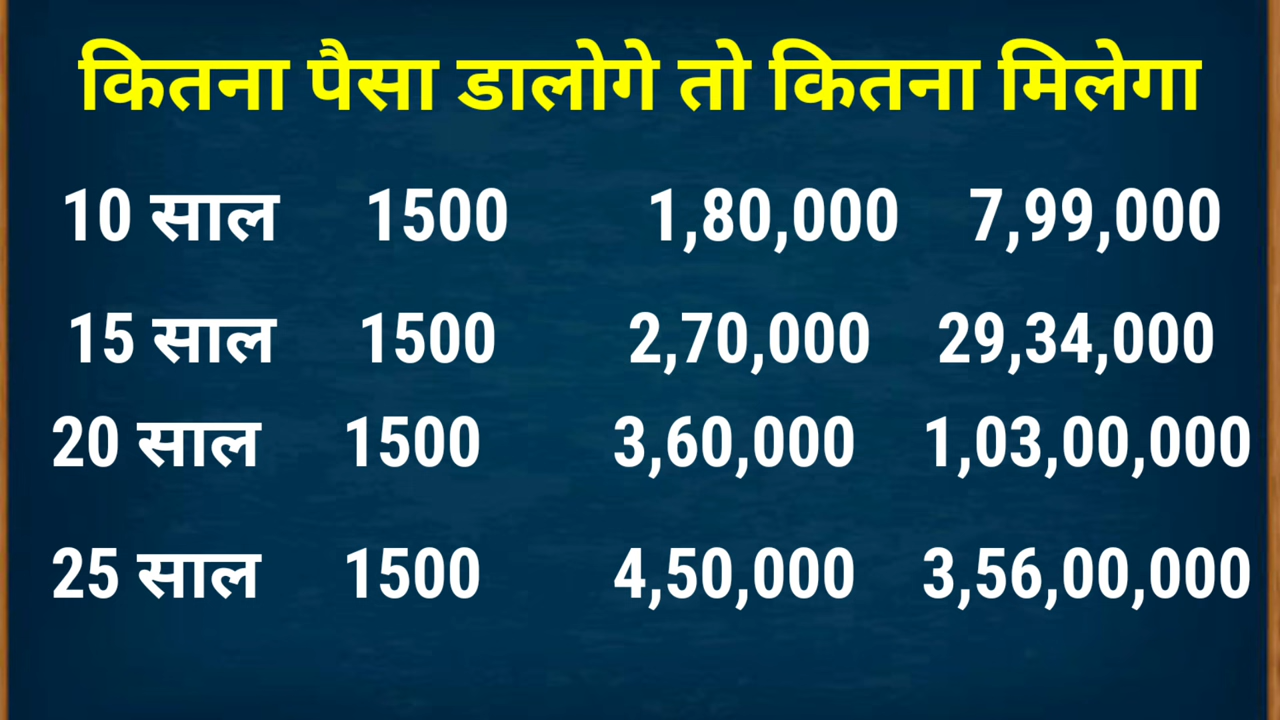 कितना पैसा डालोगे तो कितना मिलेगा
10 साल 1500 1,80,000 7,99,000
15 साल 1500 2,70,000 29,34,000
20 साल 1500 3,60,000 1,03,00,000
25 साल 1500 4,50,000 3,56,00,000